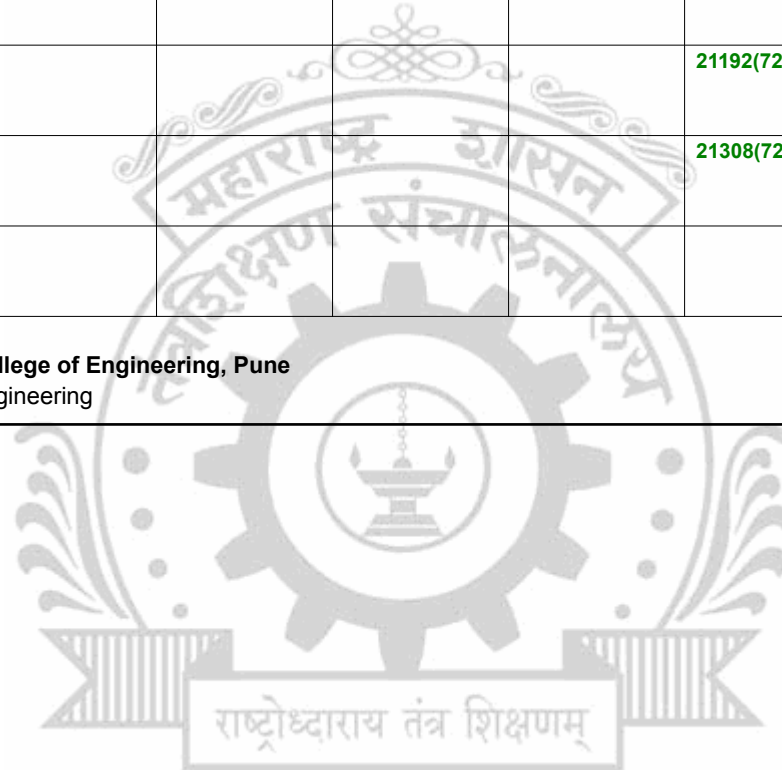 21192(72
महाराष्ट्र शासन
21308(72
तंत्रशिक्षण संचालनालय
llege of Engineering, Pune
gineering
राष्ट्रोध्दाराय तंत्र शिक्षणम्